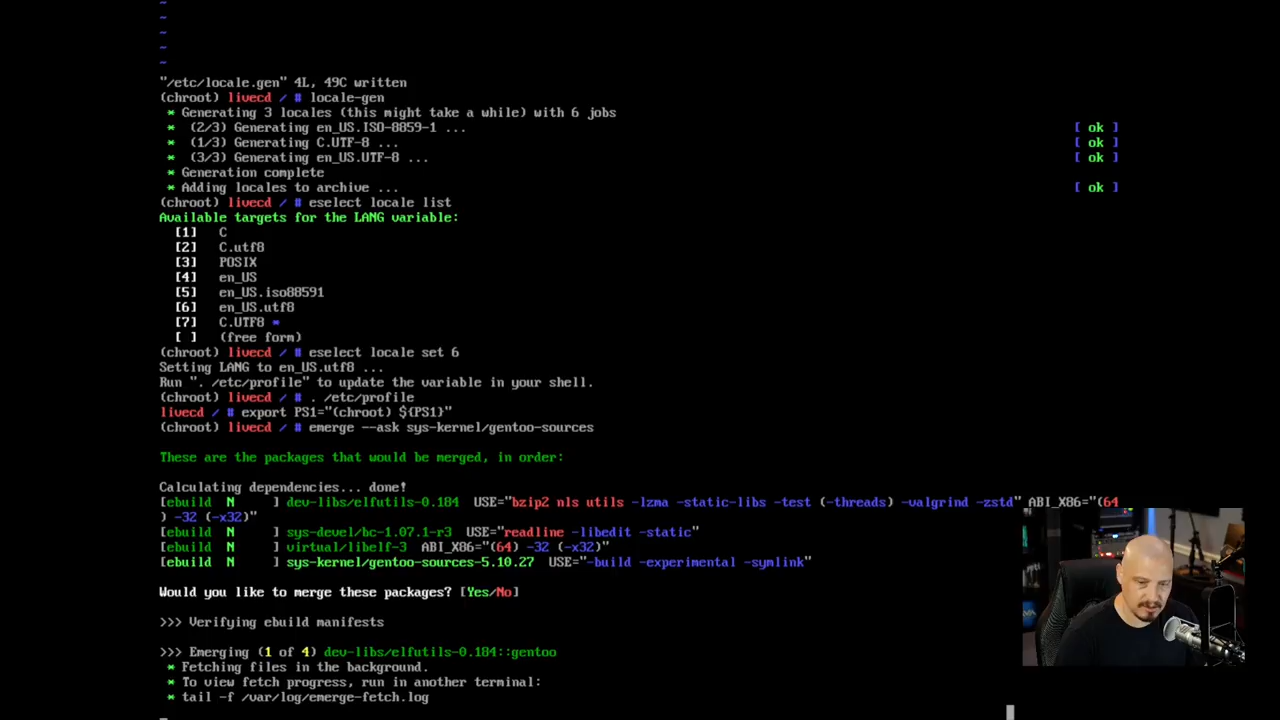 ~
~
~
~
~
"/etc/locale.gen" 4L, 49C written
(chroot) livecd / # locale-gen
* Generating 3 locales (this might take a while) with 6 jobs
*  (2/3) Generating en_US.ISO-8859-1 ... [ ok ]
*  (1/3) Generating C.UTF-8 ... [ ok ]
*  (3/3) Generating en_US.UTF-8 ... [ ok ]
* Generation complete
* Adding locales to archive ... [ ok ]
(chroot) livecd / # eselect locale list
Available targets for the LANG variable:
[1]   C
[2]   C.utf8
[3]   POSIX
[4]   en_US
[5]   en_US.iso88591
[6]   en_US.utf8
[7]   C.UTF8 *
[ ]   (free form)
(chroot) livecd / # eselect locale set 6
Setting LANG to en_US.utf8 ...
Run ". /etc/profile" to update the variable in your shell.
(chroot) livecd / # . /etc/profile
livecd / # export PS1="(chroot) ${PS1}"
(chroot) livecd / # emerge --ask sys-kernel/gentoo-sources
These are the packages that would be merged, in order:
Calculating dependencies... done!
[ebuild  N     ] dev-libs/elfutils-0.184  USE="bzip2 nls utils -lzma -static-libs -test (-threads) -valgrind -zstd" ABI_X86="(64
) -32 (-x32)"
[ebuild  N     ] sys-devel/bc-1.07.1-r3  USE="readline -libedit -static"
[ebuild  N     ] virtual/libelf-3  ABI_X86="(64) -32 (-x32)"
[ebuild  N     ] sys-kernel/gentoo-sources-5.10.27  USE="-build -experimental -symlink"
Would you like to merge these packages? [Yes/No]
>>> Verifying ebuild manifests
>>> Emerging (1 of 4) dev-libs/elfutils-0.184::gentoo
* Fetching files in the background.
* To view fetch progress, run in another terminal:
* tail -f /var/log/emerge-fetch.log